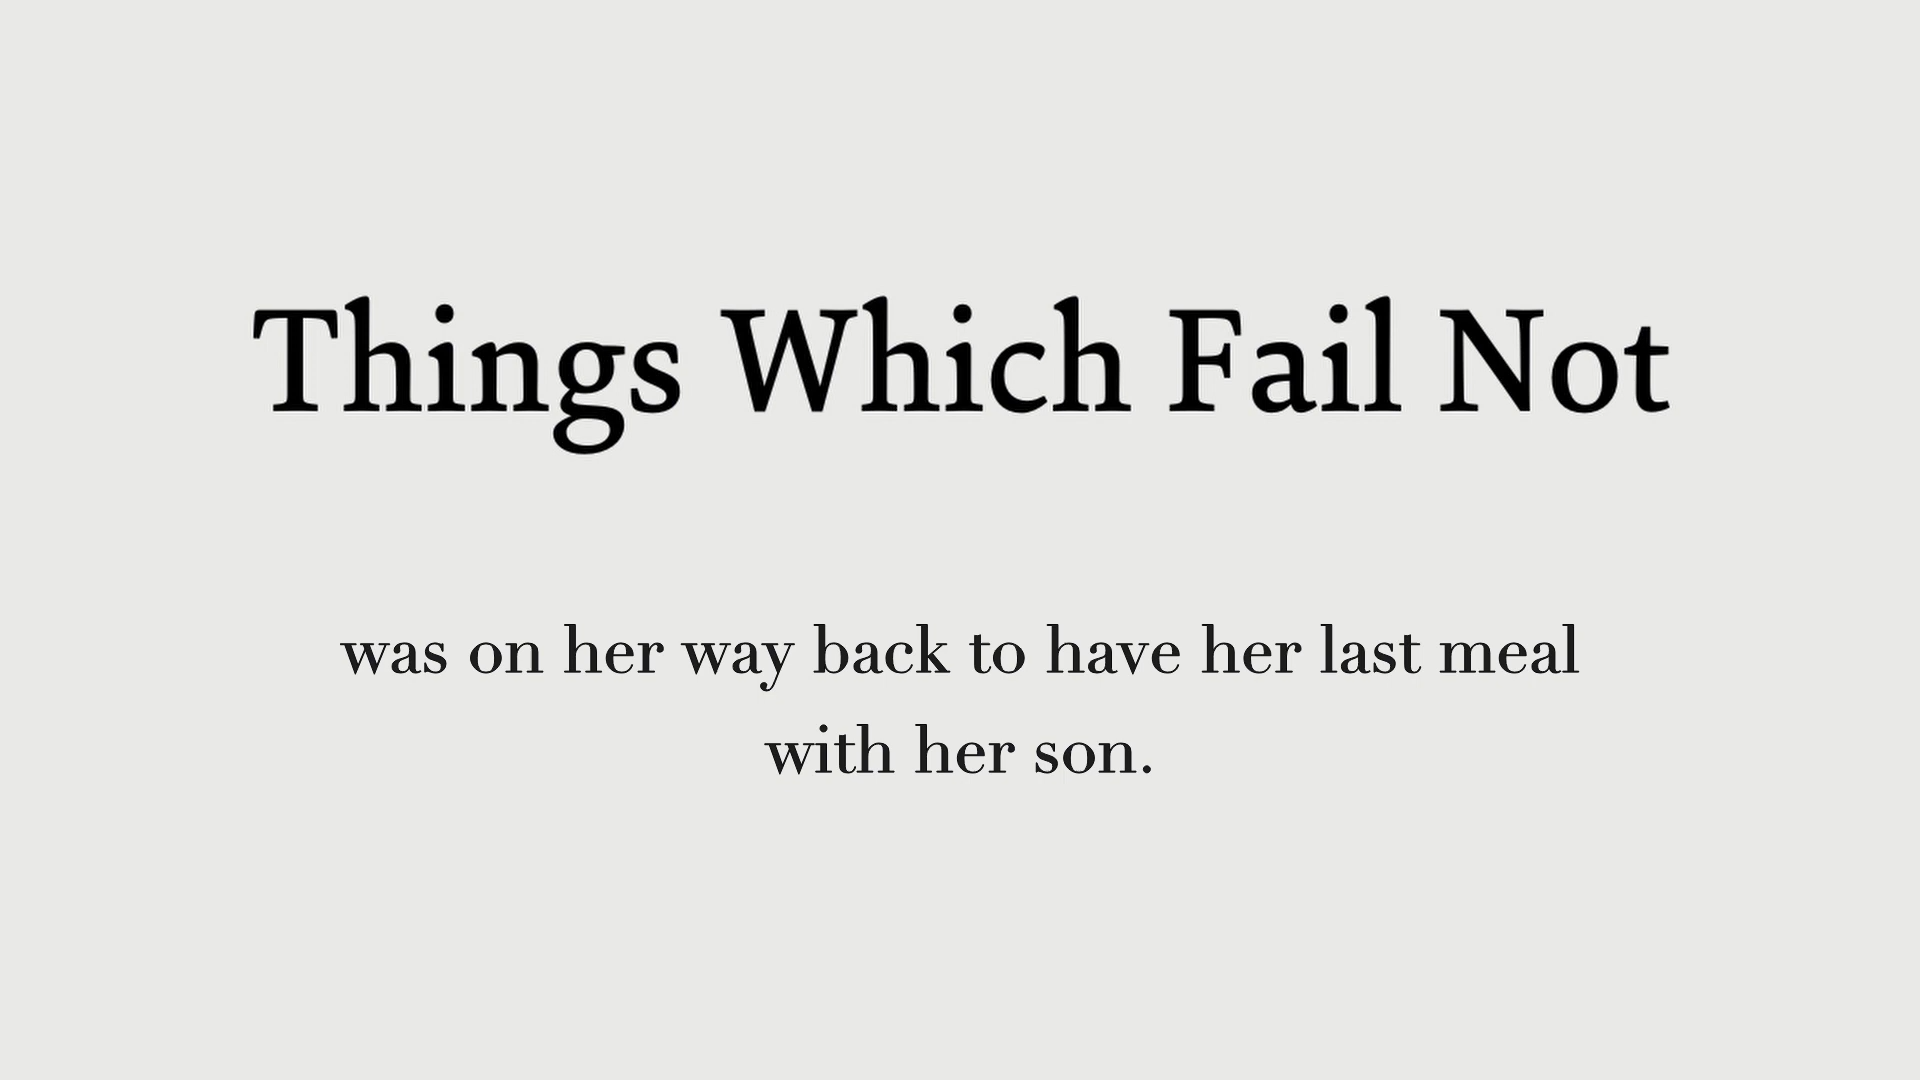 Things Which Fail Not
was on her way back to have her last meal
with her son.